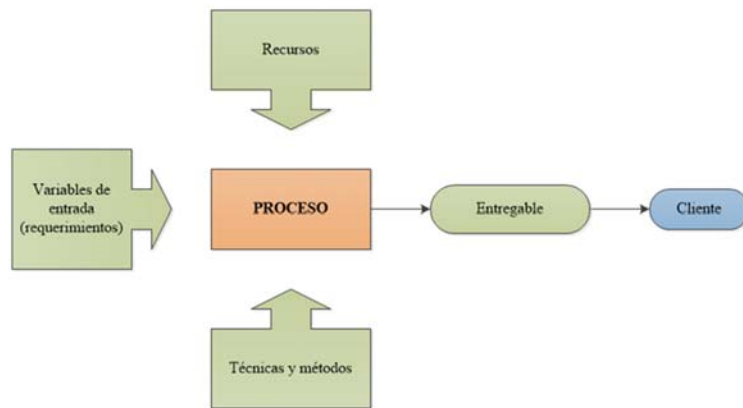 Recursos
Variables de
entrada
(requerimientos)
PROCESO
Entregable
Cliente
Técnicas y métodos